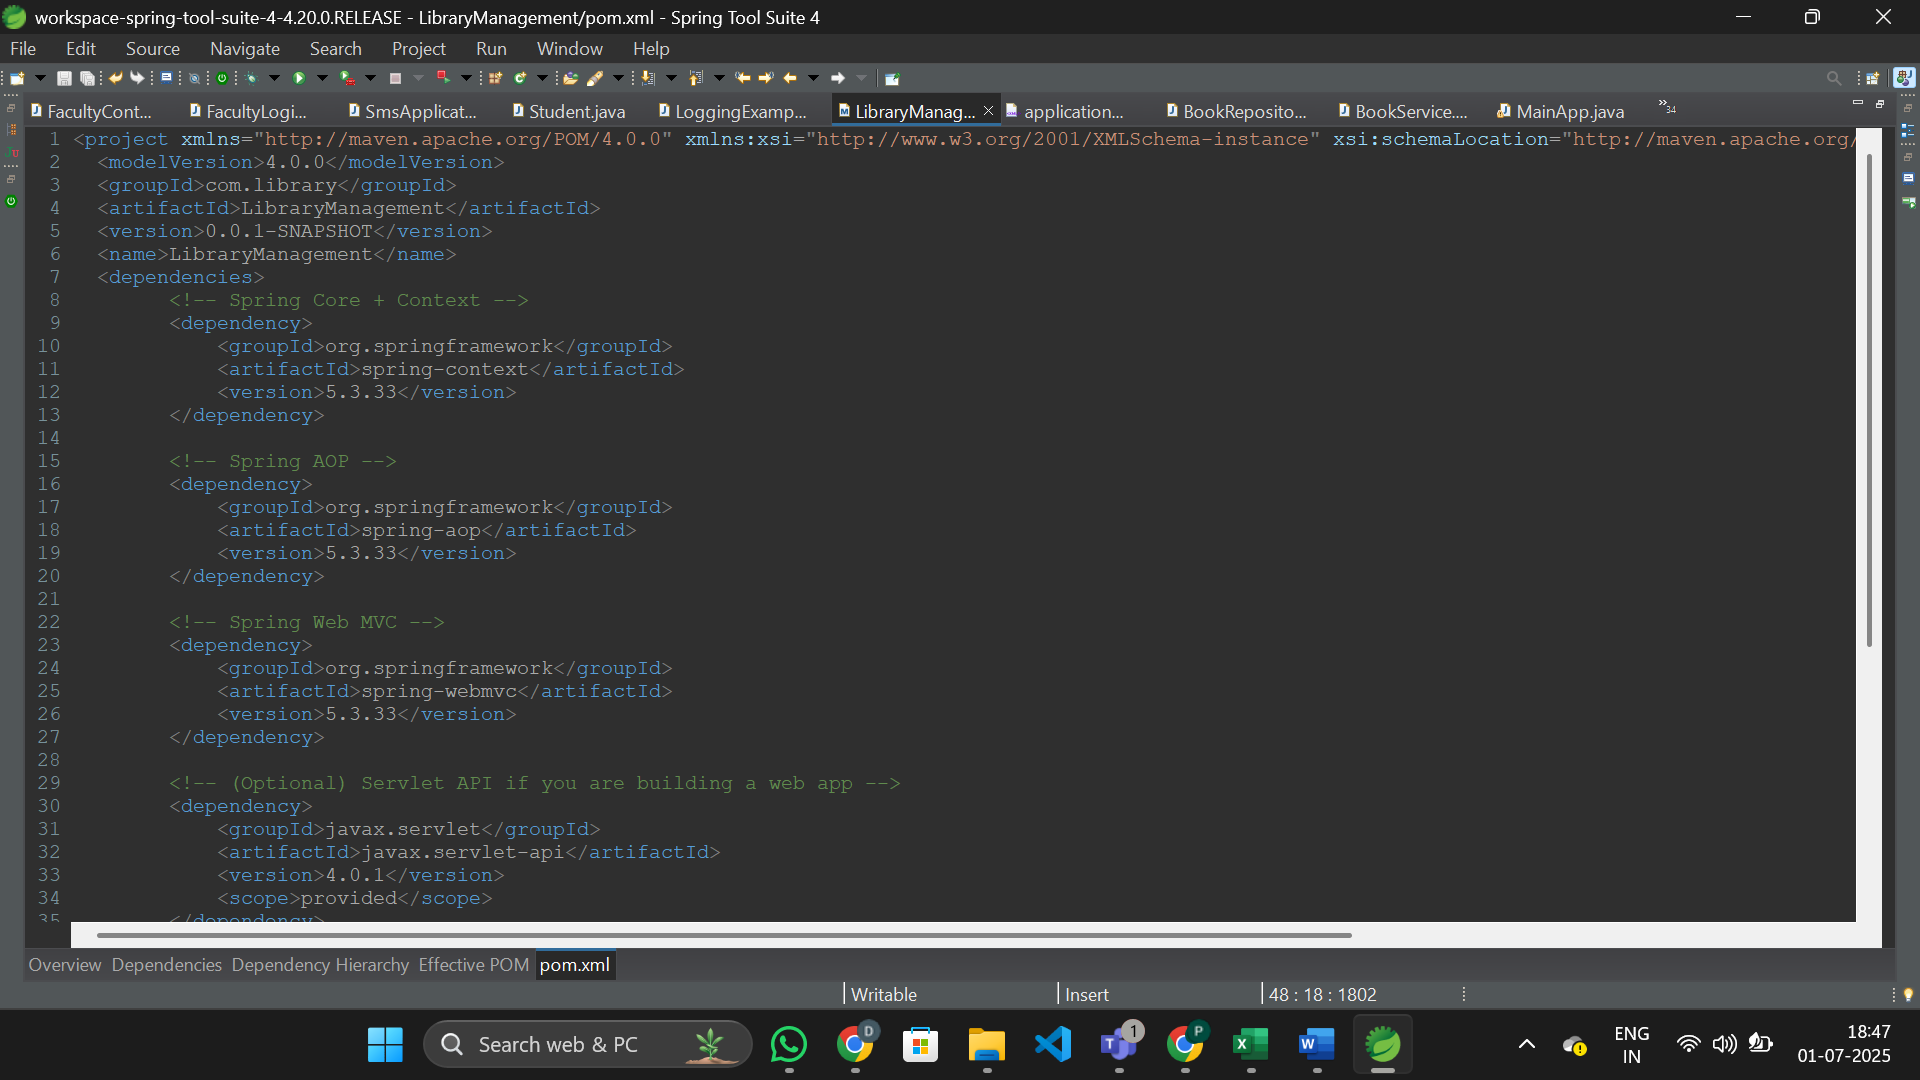 workspace-spring-tool-suite-4-4.20.0.RELEASE - LibraryManagement/pom.xml - Spring Tool Suite 4
File Edit Source Navigate Search Project Run Window Help
FacultyCont... FacultyLogi... SmsApplicat... Student.java LoggingExamp... LibraryManag... application... BookReposito... BookService.... MainApp.java »34
1 <project xmlns="http://maven.apache.org/POM/4.0.0" xmlns:xsi="http://www.w3.org/2001/XMLSchema-instance" xsi:schemaLocation="http://maven.apache.org/
2 <modelVersion>4.0.0</modelVersion>
3 <groupId>com.library</groupId>
4 <artifactId>LibraryManagement</artifactId>
5 <version>0.0.1-SNAPSHOT</version>
6 <name>LibraryManagement</name>
7 <dependencies>
8 <!-- Spring Core + Context -->
9 <dependency>
10 <groupId>org.springframework</groupId>
11 <artifactId>spring-context</artifactId>
12 <version>5.3.33</version>
13 </dependency>
14
15 <!-- Spring AOP -->
16 <dependency>
17 <groupId>org.springframework</groupId>
18 <artifactId>spring-aop</artifactId>
19 <version>5.3.33</version>
20 </dependency>
21
22 <!-- Spring Web MVC -->
23 <dependency>
24 <groupId>org.springframework</groupId>
25 <artifactId>spring-webmvc</artifactId>
26 <version>5.3.33</version>
27 </dependency>
28
29 <!-- (Optional) Servlet API if you are building a web app -->
30 <dependency>
31 <groupId>javax.servlet</groupId>
32 <artifactId>javax.servlet-api</artifactId>
33 <version>4.0.1</version>
34 <scope>provided</scope>
35 </dependency>
Overview Dependencies Dependency Hierarchy Effective POM pom.xml
Writable Insert 48 : 18 : 1802
Search web & PC D 1 P ENG IN 18:47
01-07-2025